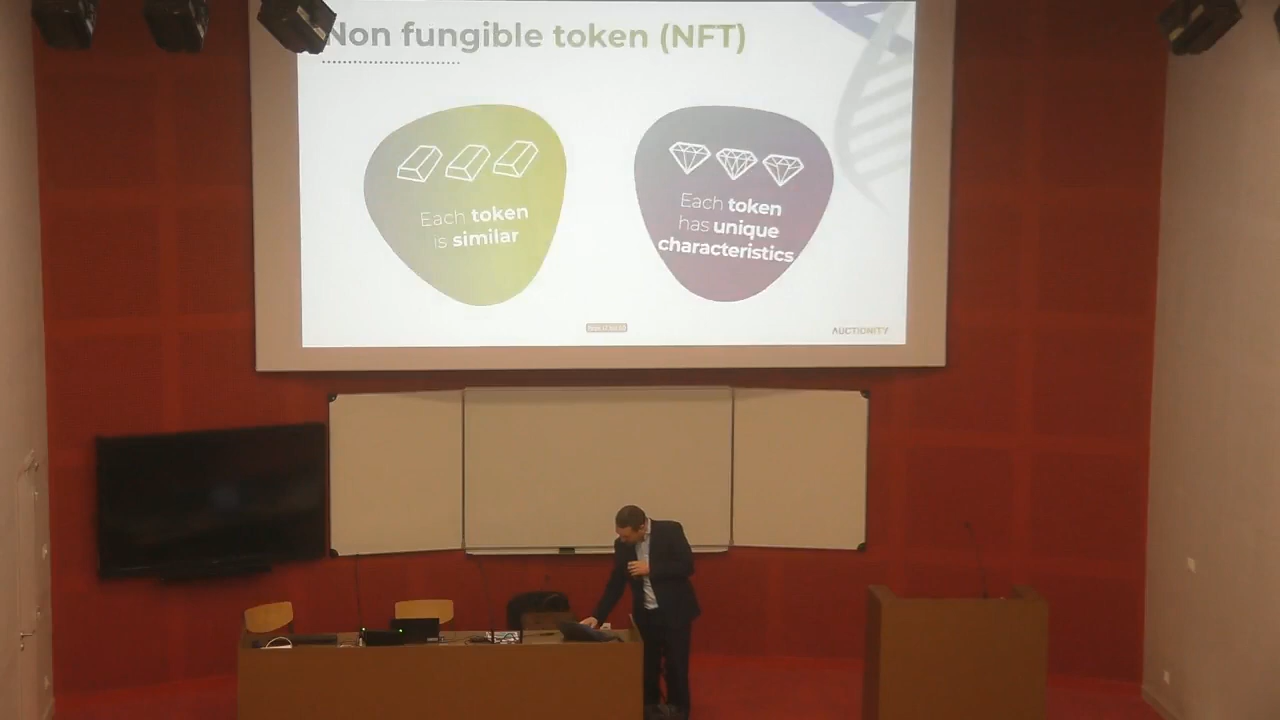 Non fungible token (NFT)
Each token
is similar
Each token
has unique
characteristics
AUCTIONITY